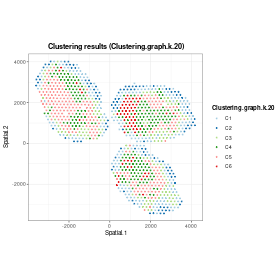 Clustering results (Clustering.graph.k.20)
4000
2000
0
-2000
Spatial.2
-2000
0
2000
4000
Spatial.1
Clustering.graph.k.20
C1
C2
C3
C4
C5
C6